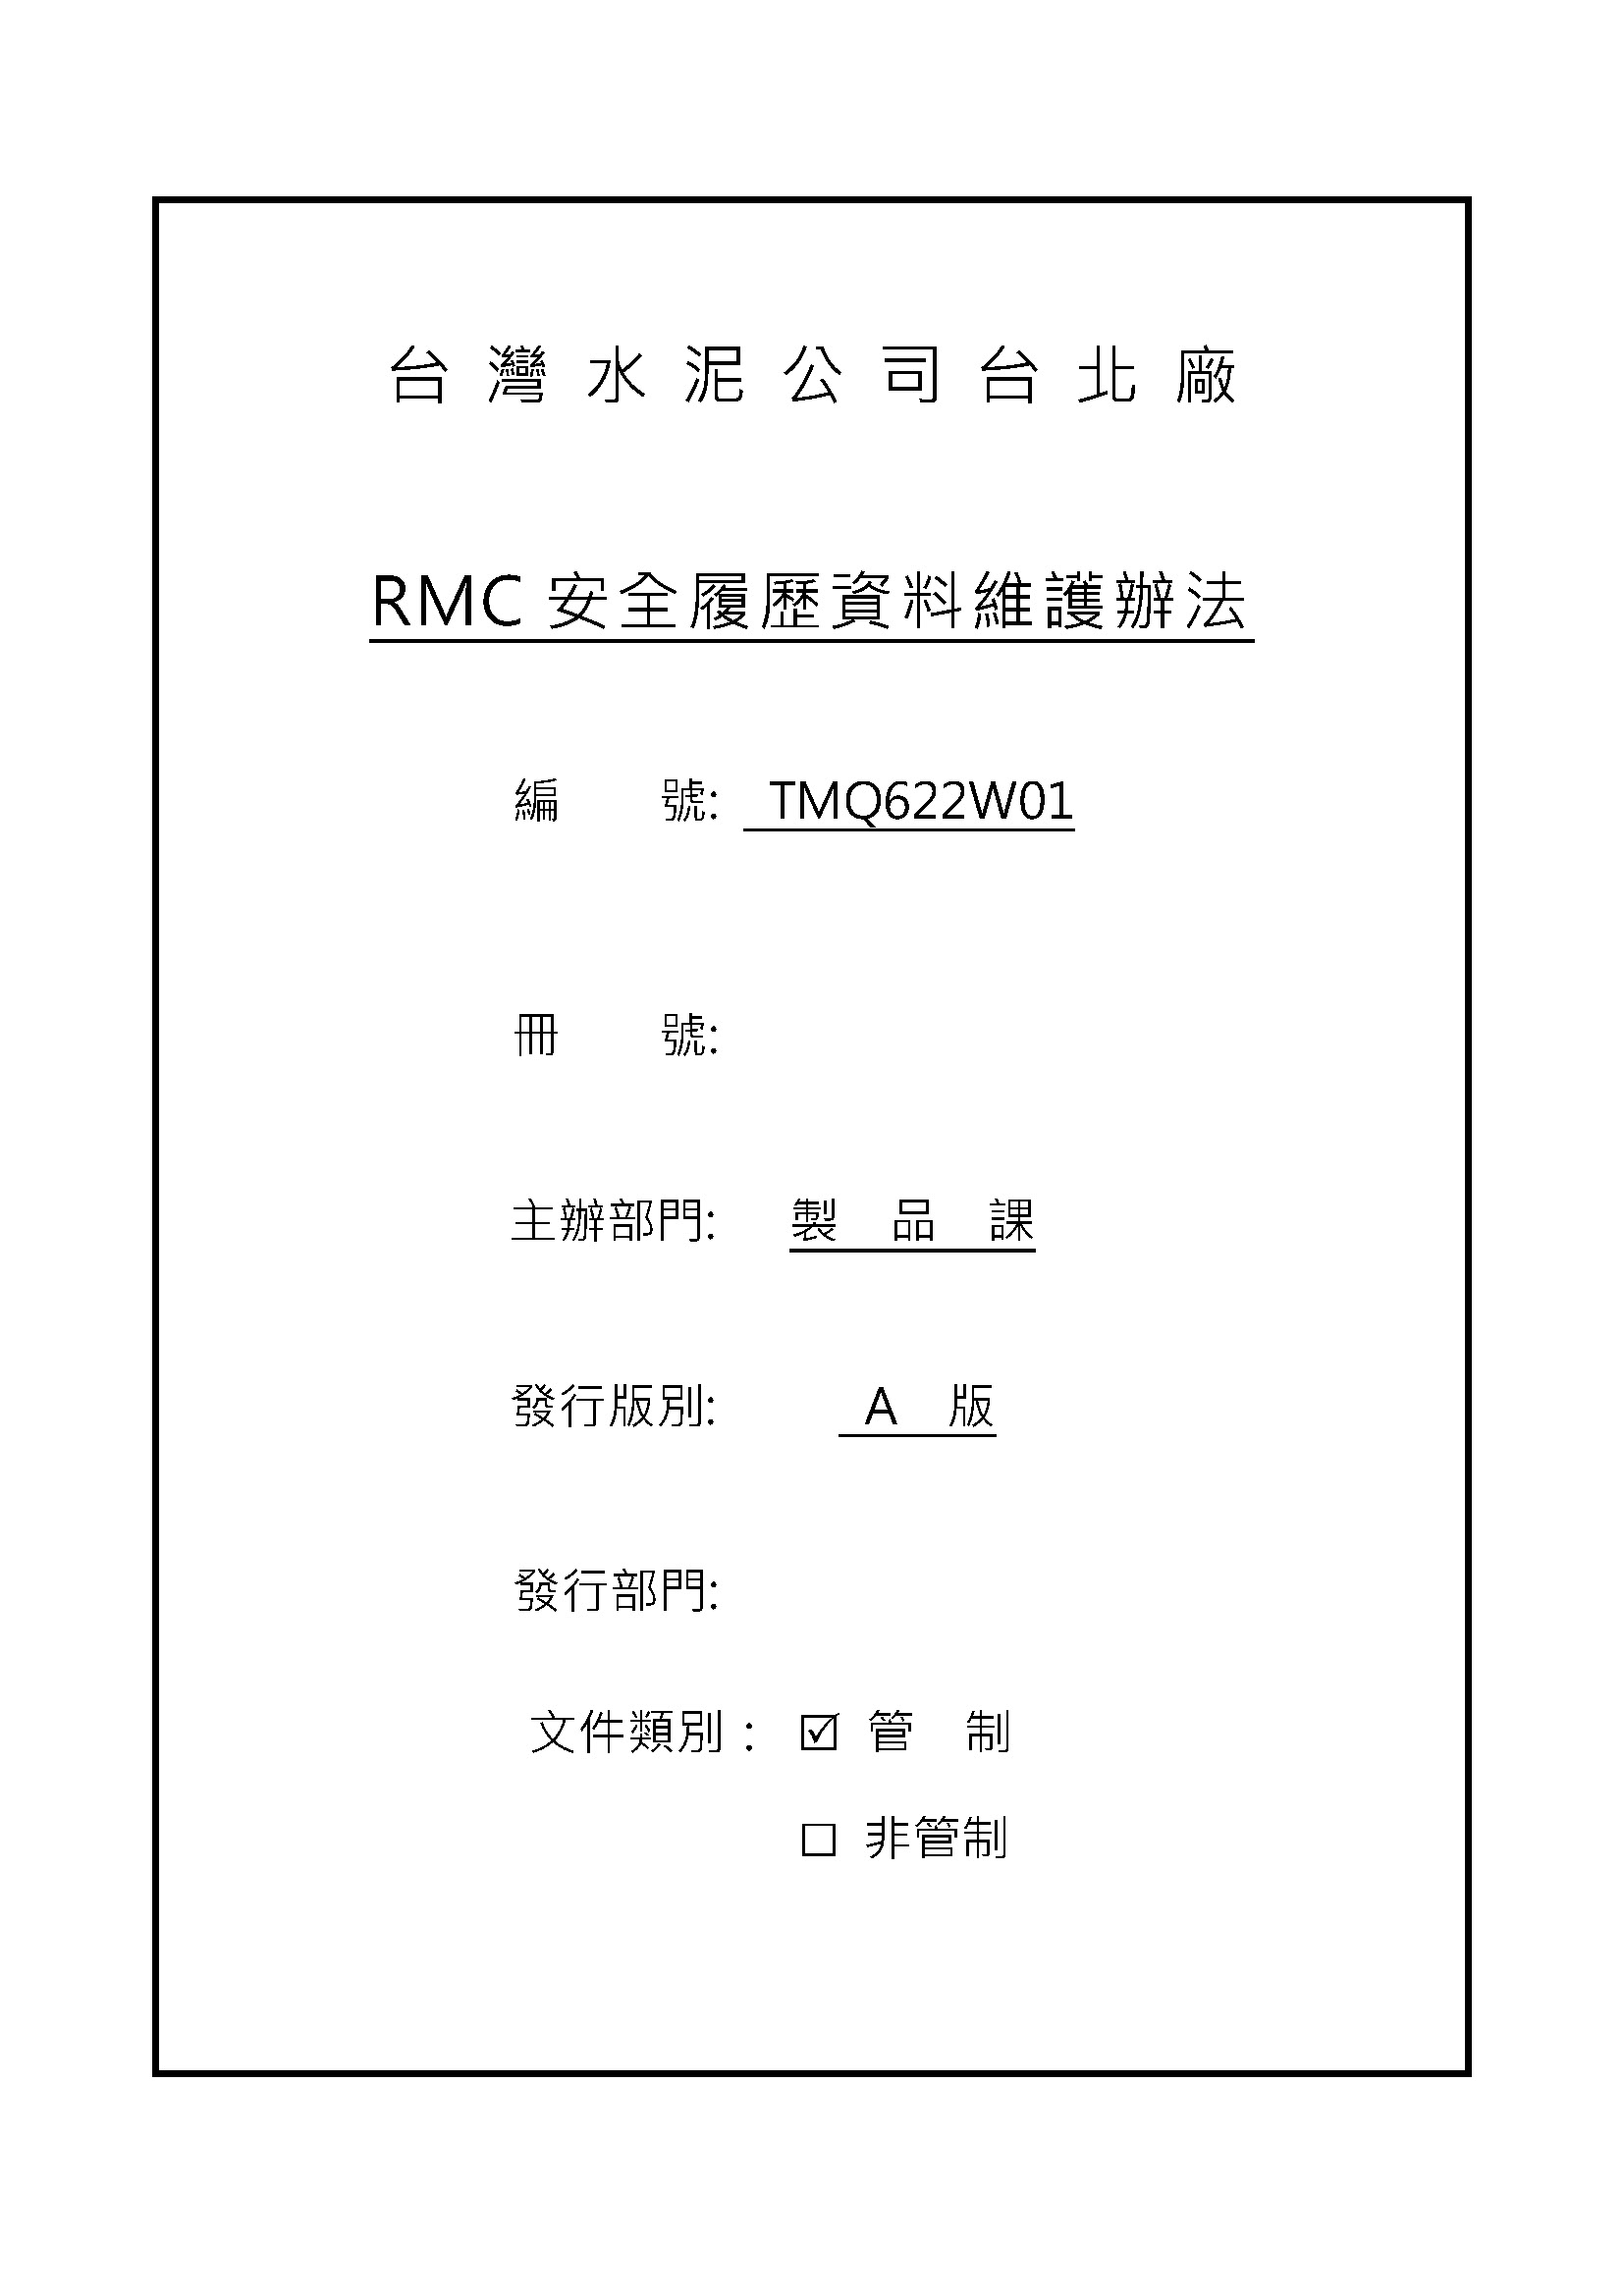 台灣水泥公司台北廠
RMC 安全履歷資料維護辦法
編　　號: TMQ622W01
冊　　號:
主辦部門: 製　品　課
發行版別: A　版
發行部門:
文件類別： ☑ 管　制
☐ 非管制